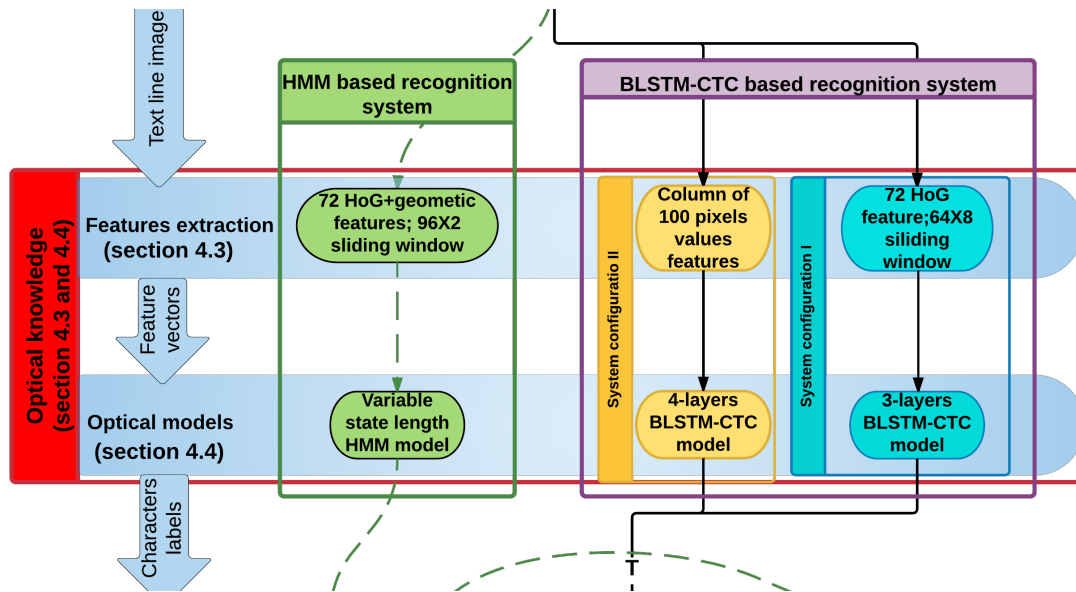 Text line image
HMM based recognition
system
BLSTM-CTC based recognition system
Optical knowledge
(section 4.3 and 4.4)
Features extraction
(section 4.3)
72 HoG+geometic
features; 96X2
sliding window
System configuratio II
Column of
100 pixels
values
features
System configuration I
72 HoG
feature;64X8
siliding
window
Feature
vectors
Optical models
(section 4.4)
Variable
state length
HMM model
4-layers
BLSTM-CTC
model
3-layers
BLSTM-CTC
model
Characters
labels